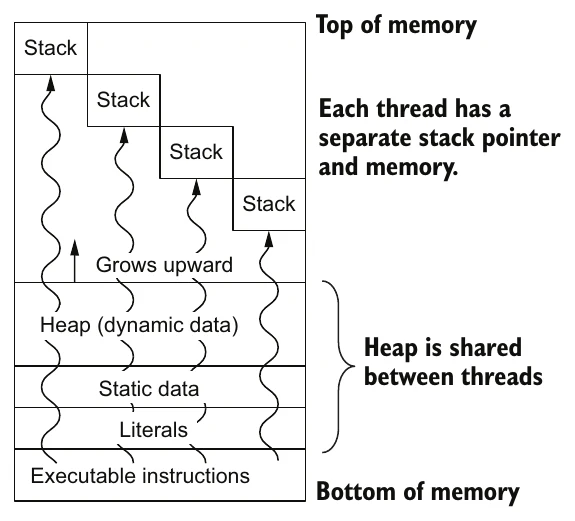 Top of memory
Stack
Stack
Each thread has a
separate stack pointer
and memory.
Stack
Stack
Grows upward
Heap (dynamic data)
Heap is shared
between threads
Static data
Literals
Executable instructions
Bottom of memory